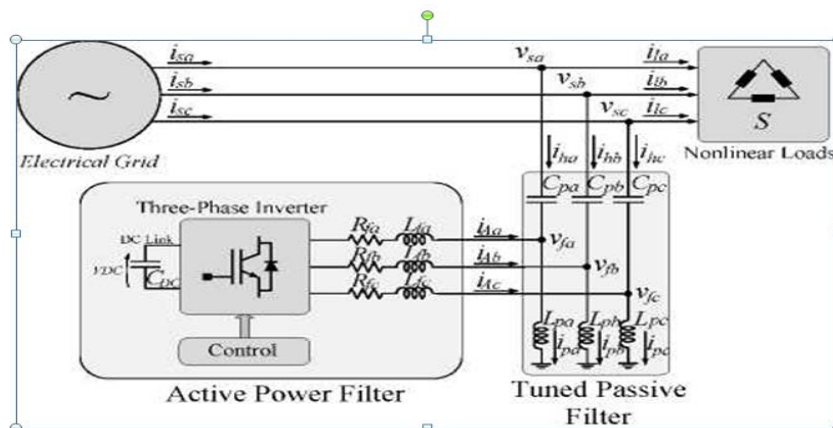 isa
isb
isc
Electrical Grid
vsa
vsb
vsc
ila
ilb
ilc
S
Nonlinear Loads
iha
ihb
ihc
Cpa
Cpb
Cpc
Three-Phase Inverter
DC Link
VDC
CDC
Rfa
Lfa
iAa
vfa
Rfb
Lfb
iAb
vfb
Rfc
Lfc
iAc
vfc
Control
Lpa
Lpb
Lpc
ipa
ipb
ipc
Active Power Filter
Tuned Passive
Filter